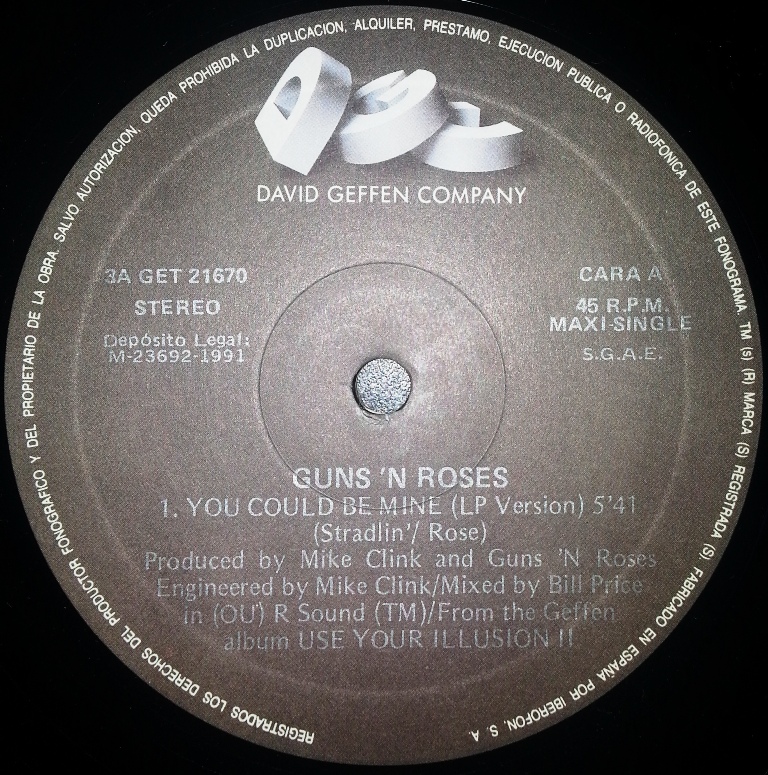 REGISTRADOS LOS DERECHOS DEL PRODUCTOR FONOGRAFICO Y DEL PROPIETARIO DE LA OBRA. SALVO AUTORIZACION, QUEDA PROHIBIDA LA DUPLICACION, ALQUILER, PRESTAMO, EJECUCION PUBLICA O RADIOFONICA DE ESTE FONOGRAMA. TM (s) (R) MARCA (S) REGISTRADA (S) FABRICADO EN ESPAÑA POR IBEROFON, S. A.
DGC
DAVID GEFFEN COMPANY
3A GET 21670
STEREO
Depósito Legal:
M-23692-1991
CARA A
45 R.P.M.
MAXI-SINGLE
S.G.A.E.
GUNS 'N ROSES
1. YOU COULD BE MINE (LP Version) 5'41
(Stradlin'/ Rose)
Produced by Mike Clink and Guns 'N Roses
Engineered by Mike Clink/Mixed by Bill Price
in (OU') R Sound (TM)/From the Geffen
album USE YOUR ILLUSION II